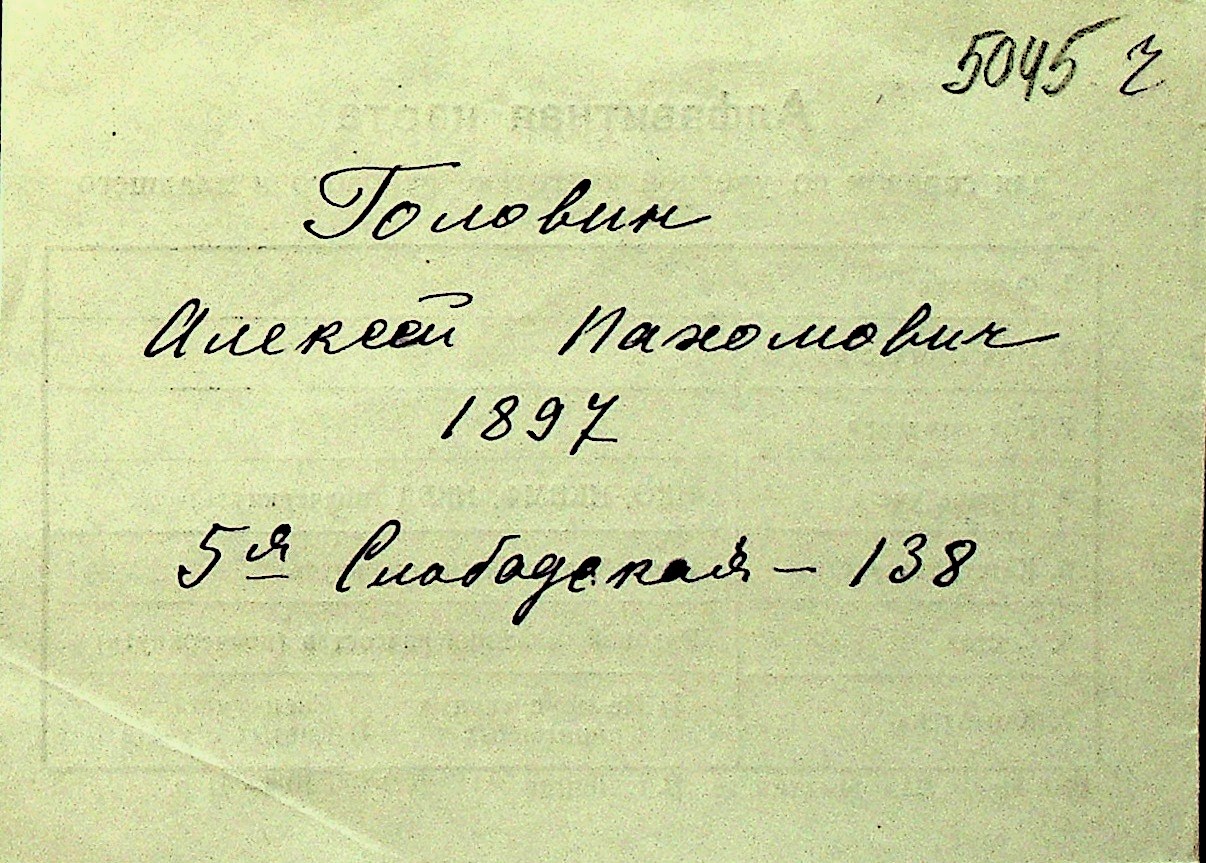 5045 ч
Головин
Алексей Пахомович
1897
5я Слободская – 138